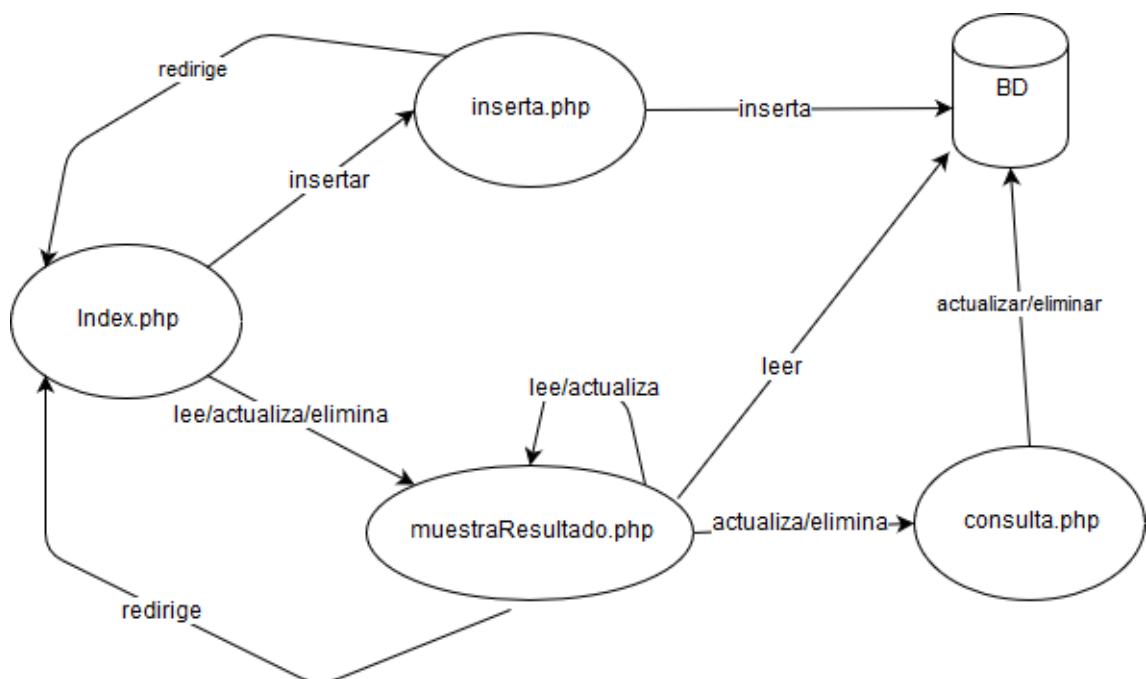 redirige
inserta.php
inserta
BD
insertar
Index.php
actualizar/eliminar
leer
lee/actualiza
lee/actualiza/elimina
muestraResultado.php
actualiza/elimina
consulta.php
redirige